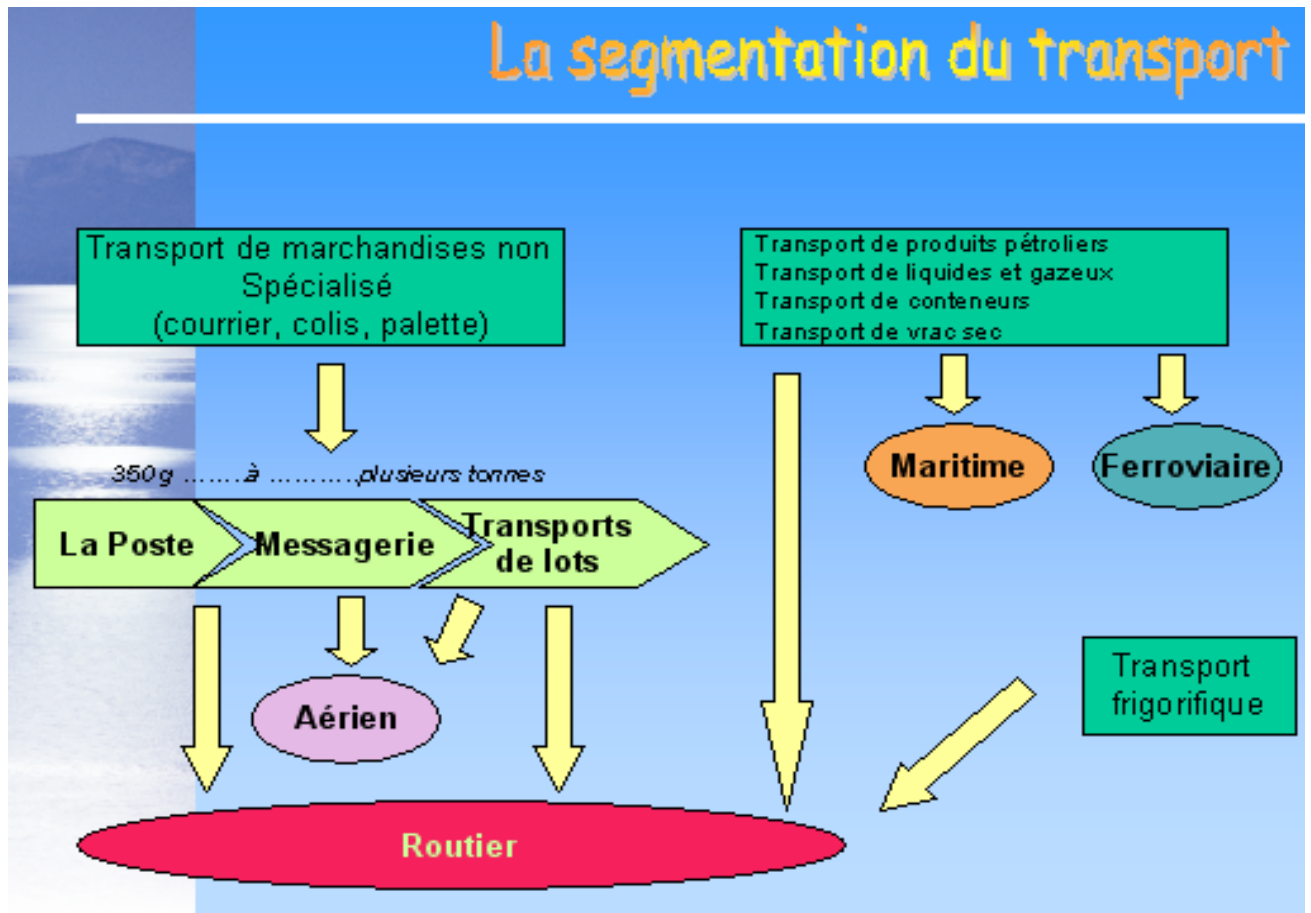 La segmentation du transport
Transport de marchandises non
Spécialisé
(courrier, colis, palette)
Transport de produits pétroliers
Transport de liquides et gazeux
Transport de conteneurs
Transport de vrac sec
Maritime
Ferroviaire
350g ........à ...........plusieurs tonnes
La Poste
Messagerie
Transports
de lots
Aérien
Transport
frigorifique
Routier